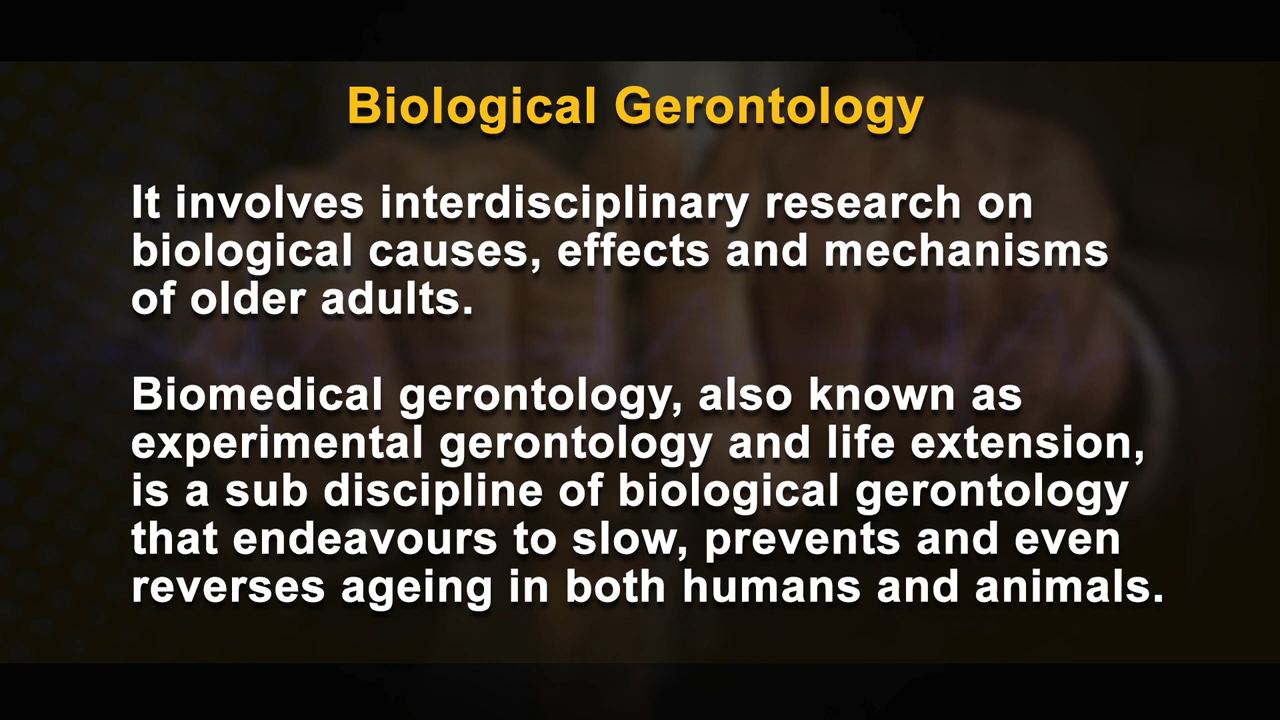 Biological Gerontology
It involves interdisciplinary research on
biological causes, effects and mechanisms
of older adults.
Biomedical gerontology, also known as
experimental gerontology and life extension,
is a sub discipline of biological gerontology
that endeavours to slow, prevents and even
reverses ageing in both humans and animals.